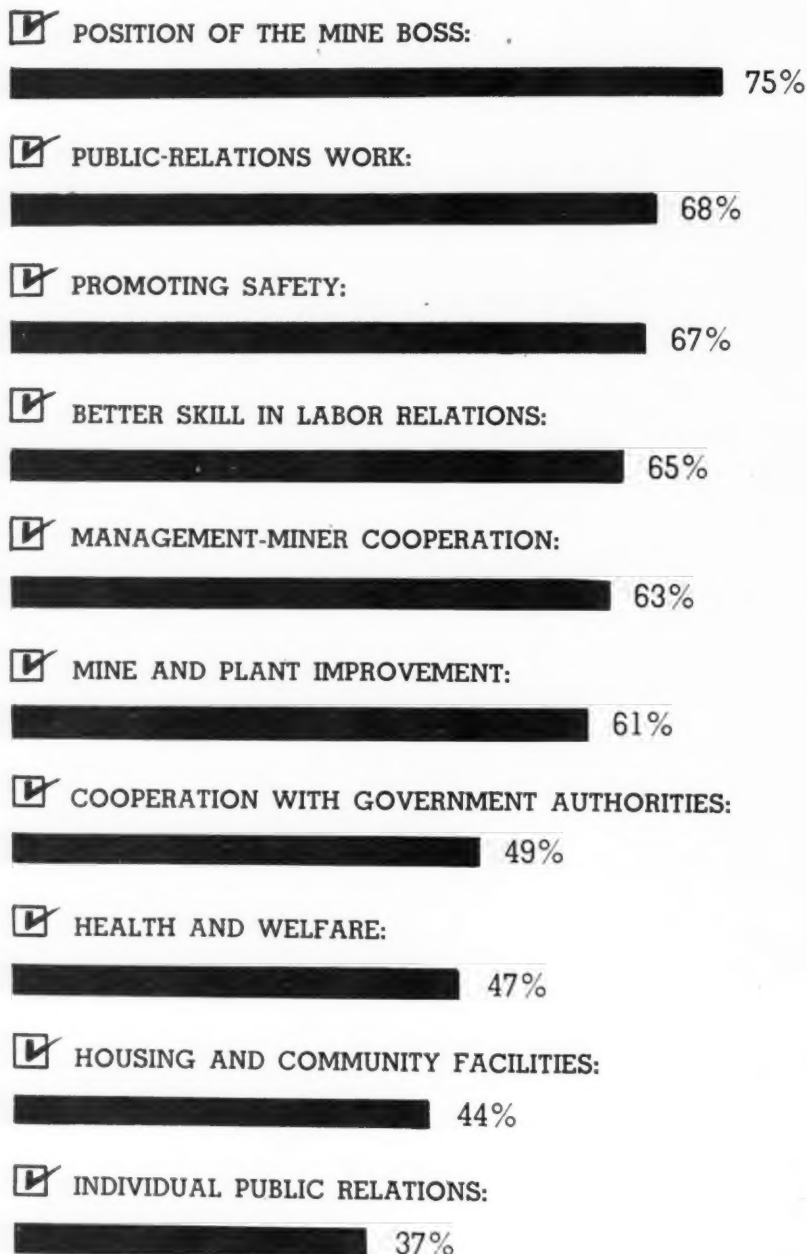 POSITION OF THE MINE BOSS:
75%
PUBLIC-RELATIONS WORK:
68%
PROMOTING SAFETY:
67%
BETTER SKILL IN LABOR RELATIONS:
65%
MANAGEMENT-MINER COOPERATION:
63%
MINE AND PLANT IMPROVEMENT:
61%
COOPERATION WITH GOVERNMENT AUTHORITIES:
49%
HEALTH AND WELFARE:
47%
HOUSING AND COMMUNITY FACILITIES:
44%
INDIVIDUAL PUBLIC RELATIONS:
37%